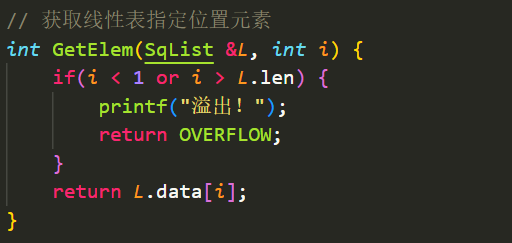 // 获取线性表指定位置元素
int GetElem(SqList &L, int i) {
    if(i < 1 or i > L.len) {
        printf("溢出！");
        return OVERFLOW;
    }
    return L.data[i];
}